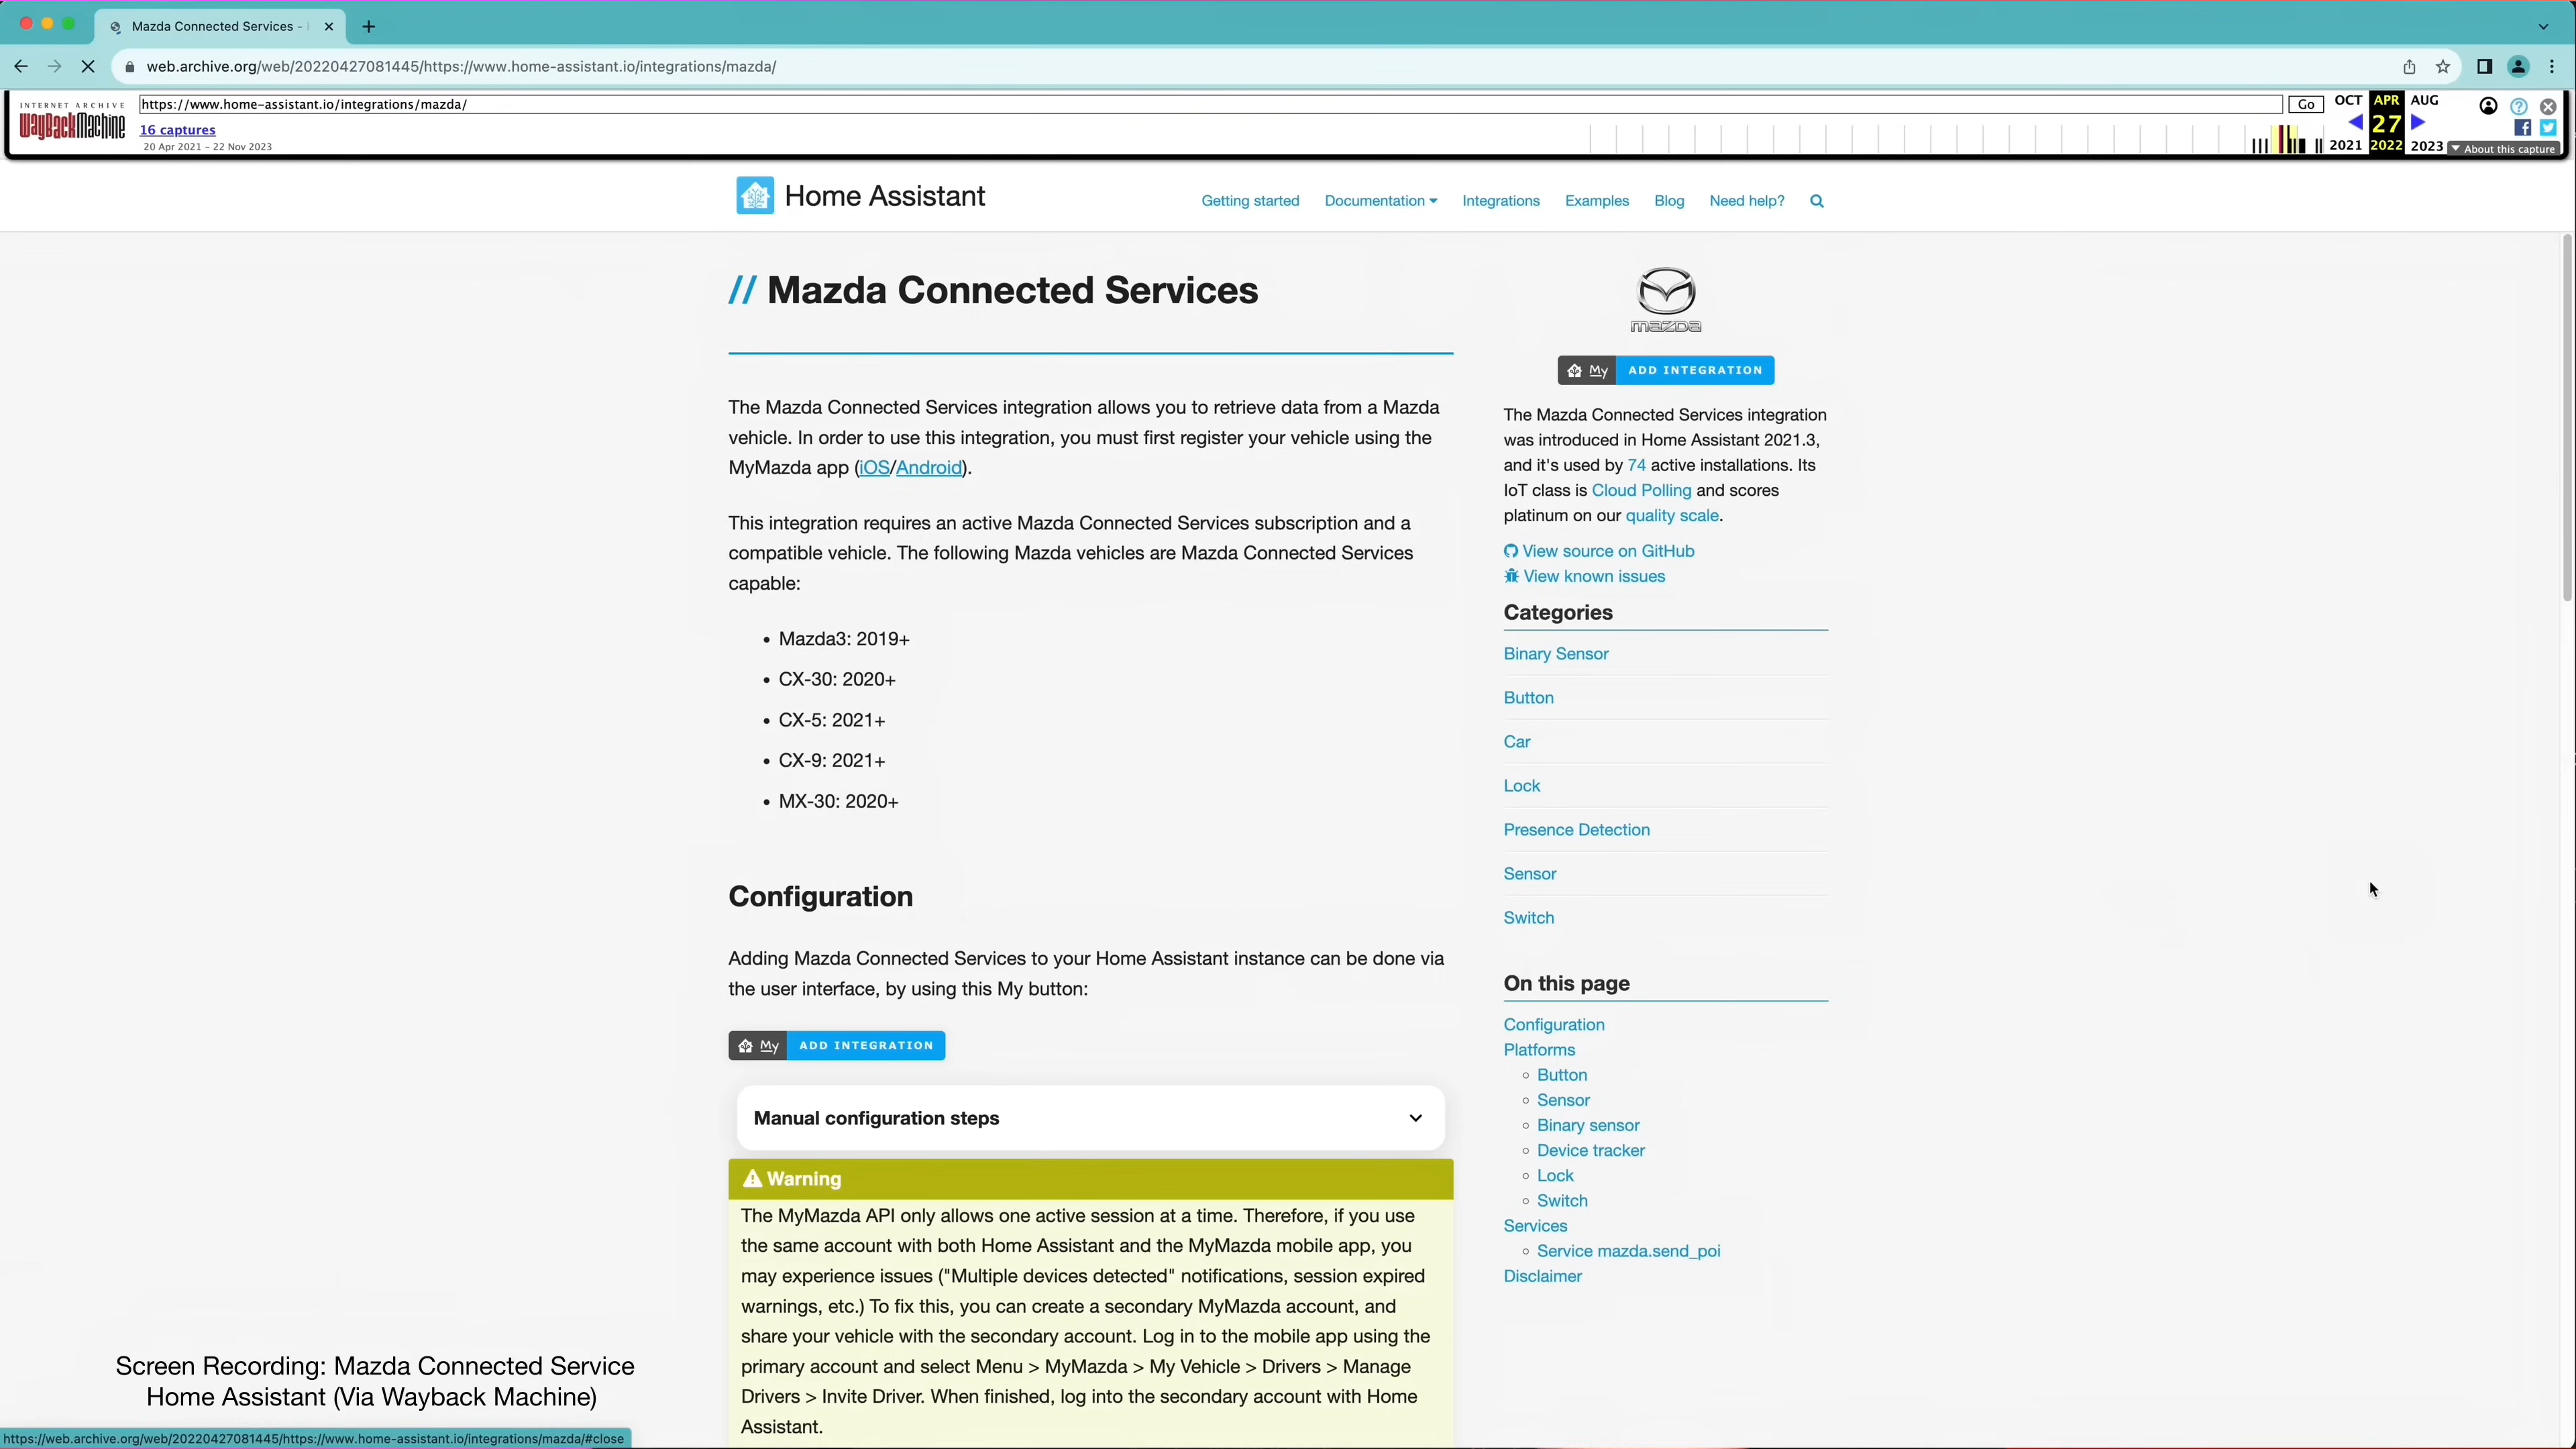 Mazda Connected Services -
web.archive.org/web/20220427081445/https://www.home-assistant.io/integrations/mazda/
INTERNET ARCHIVE
WayBackMachine
https://www.home-assistant.io/integrations/mazda/
Go
OCT
APR
AUG
16 captures
27
20 Apr 2021 – 22 Nov 2023
2021
2022
2023
About this capture
Home Assistant
Getting started
Documentation
Integrations
Examples
Blog
Need help?
// Mazda Connected Services
The Mazda Connected Services integration allows you to retrieve data from a Mazda
vehicle. In order to use this integration, you must first register your vehicle using the
MyMazda app (iOS/Android).
This integration requires an active Mazda Connected Services subscription and a
compatible vehicle. The following Mazda vehicles are Mazda Connected Services
capable:
• Mazda3: 2019+
• CX-30: 2020+
• CX-5: 2021+
• CX-9: 2021+
• MX-30: 2020+
Configuration
Adding Mazda Connected Services to your Home Assistant instance can be done via
the user interface, by using this My button:
My ADD INTEGRATION
Manual configuration steps
Warning
The MyMazda API only allows one active session at a time. Therefore, if you use
the same account with both Home Assistant and the MyMazda mobile app, you
may experience issues ("Multiple devices detected" notifications, session expired
warnings, etc.) To fix this, you can create a secondary MyMazda account, and
share your vehicle with the secondary account. Log in to the mobile app using the
primary account and select Menu > MyMazda > My Vehicle > Drivers > Manage
Drivers > Invite Driver. When finished, log into the secondary account with Home
Assistant.
mazda
My ADD INTEGRATION
The Mazda Connected Services integration
was introduced in Home Assistant 2021.3,
and it's used by 74 active installations. Its
IoT class is Cloud Polling and scores
platinum on our quality scale.
View source on GitHub
View known issues
Categories
Binary Sensor
Button
Car
Lock
Presence Detection
Sensor
Switch
On this page
Configuration
Platforms
Button
Sensor
Binary sensor
Device tracker
Lock
Switch
Services
Service mazda.send_poi
Disclaimer
Screen Recording: Mazda Connected Service
Home Assistant (Via Wayback Machine)
https://web.archive.org/web/20220427081445/https://www.home-assistant.io/integrations/mazda/#close